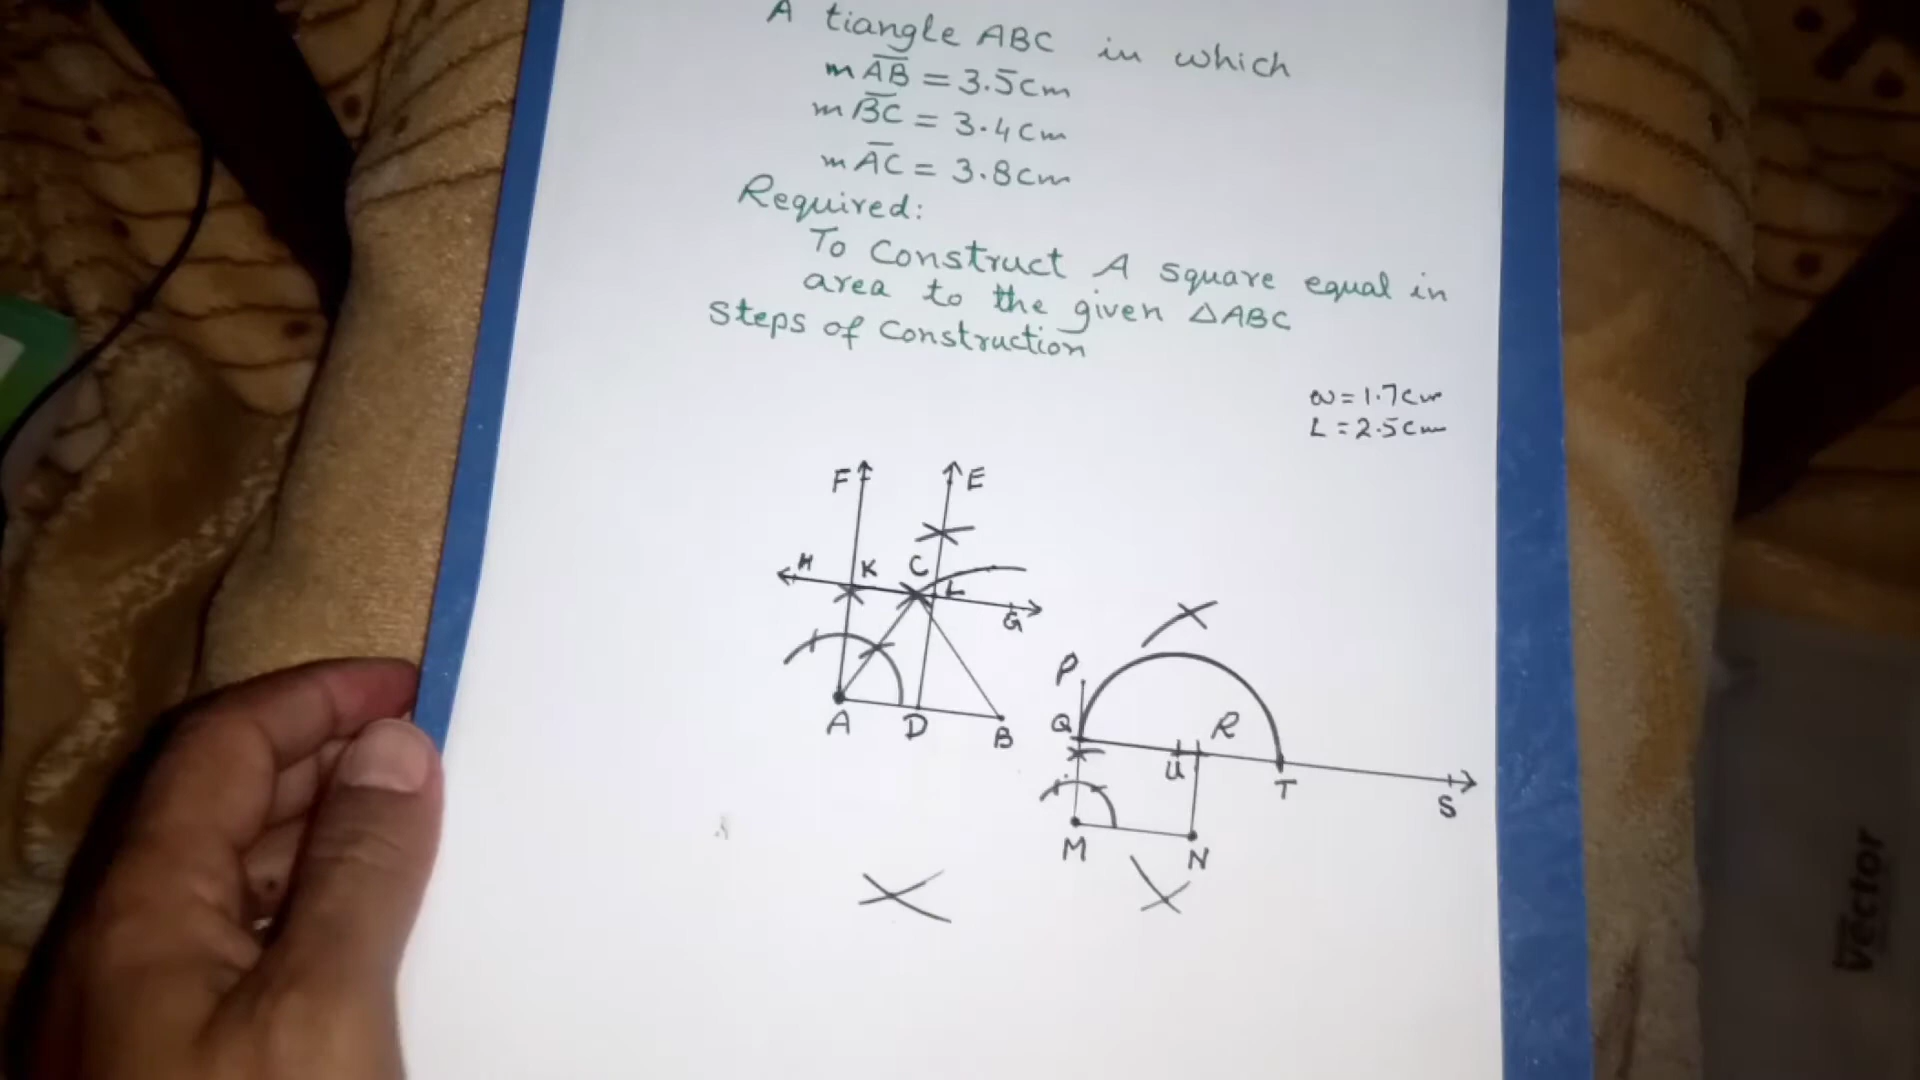 A tiangle ABC in which
mAB = 3.5cm
mBC = 3.4cm
mAC = 3.8cm
Required:
To Construct A square equal in
area to the given △ABC
Steps of Construction
W = 1.7cm
L = 2.5cm
F
E
H
K
C
L
G
A
D
B
P
Q
R
U
T
S
M
N
Vector